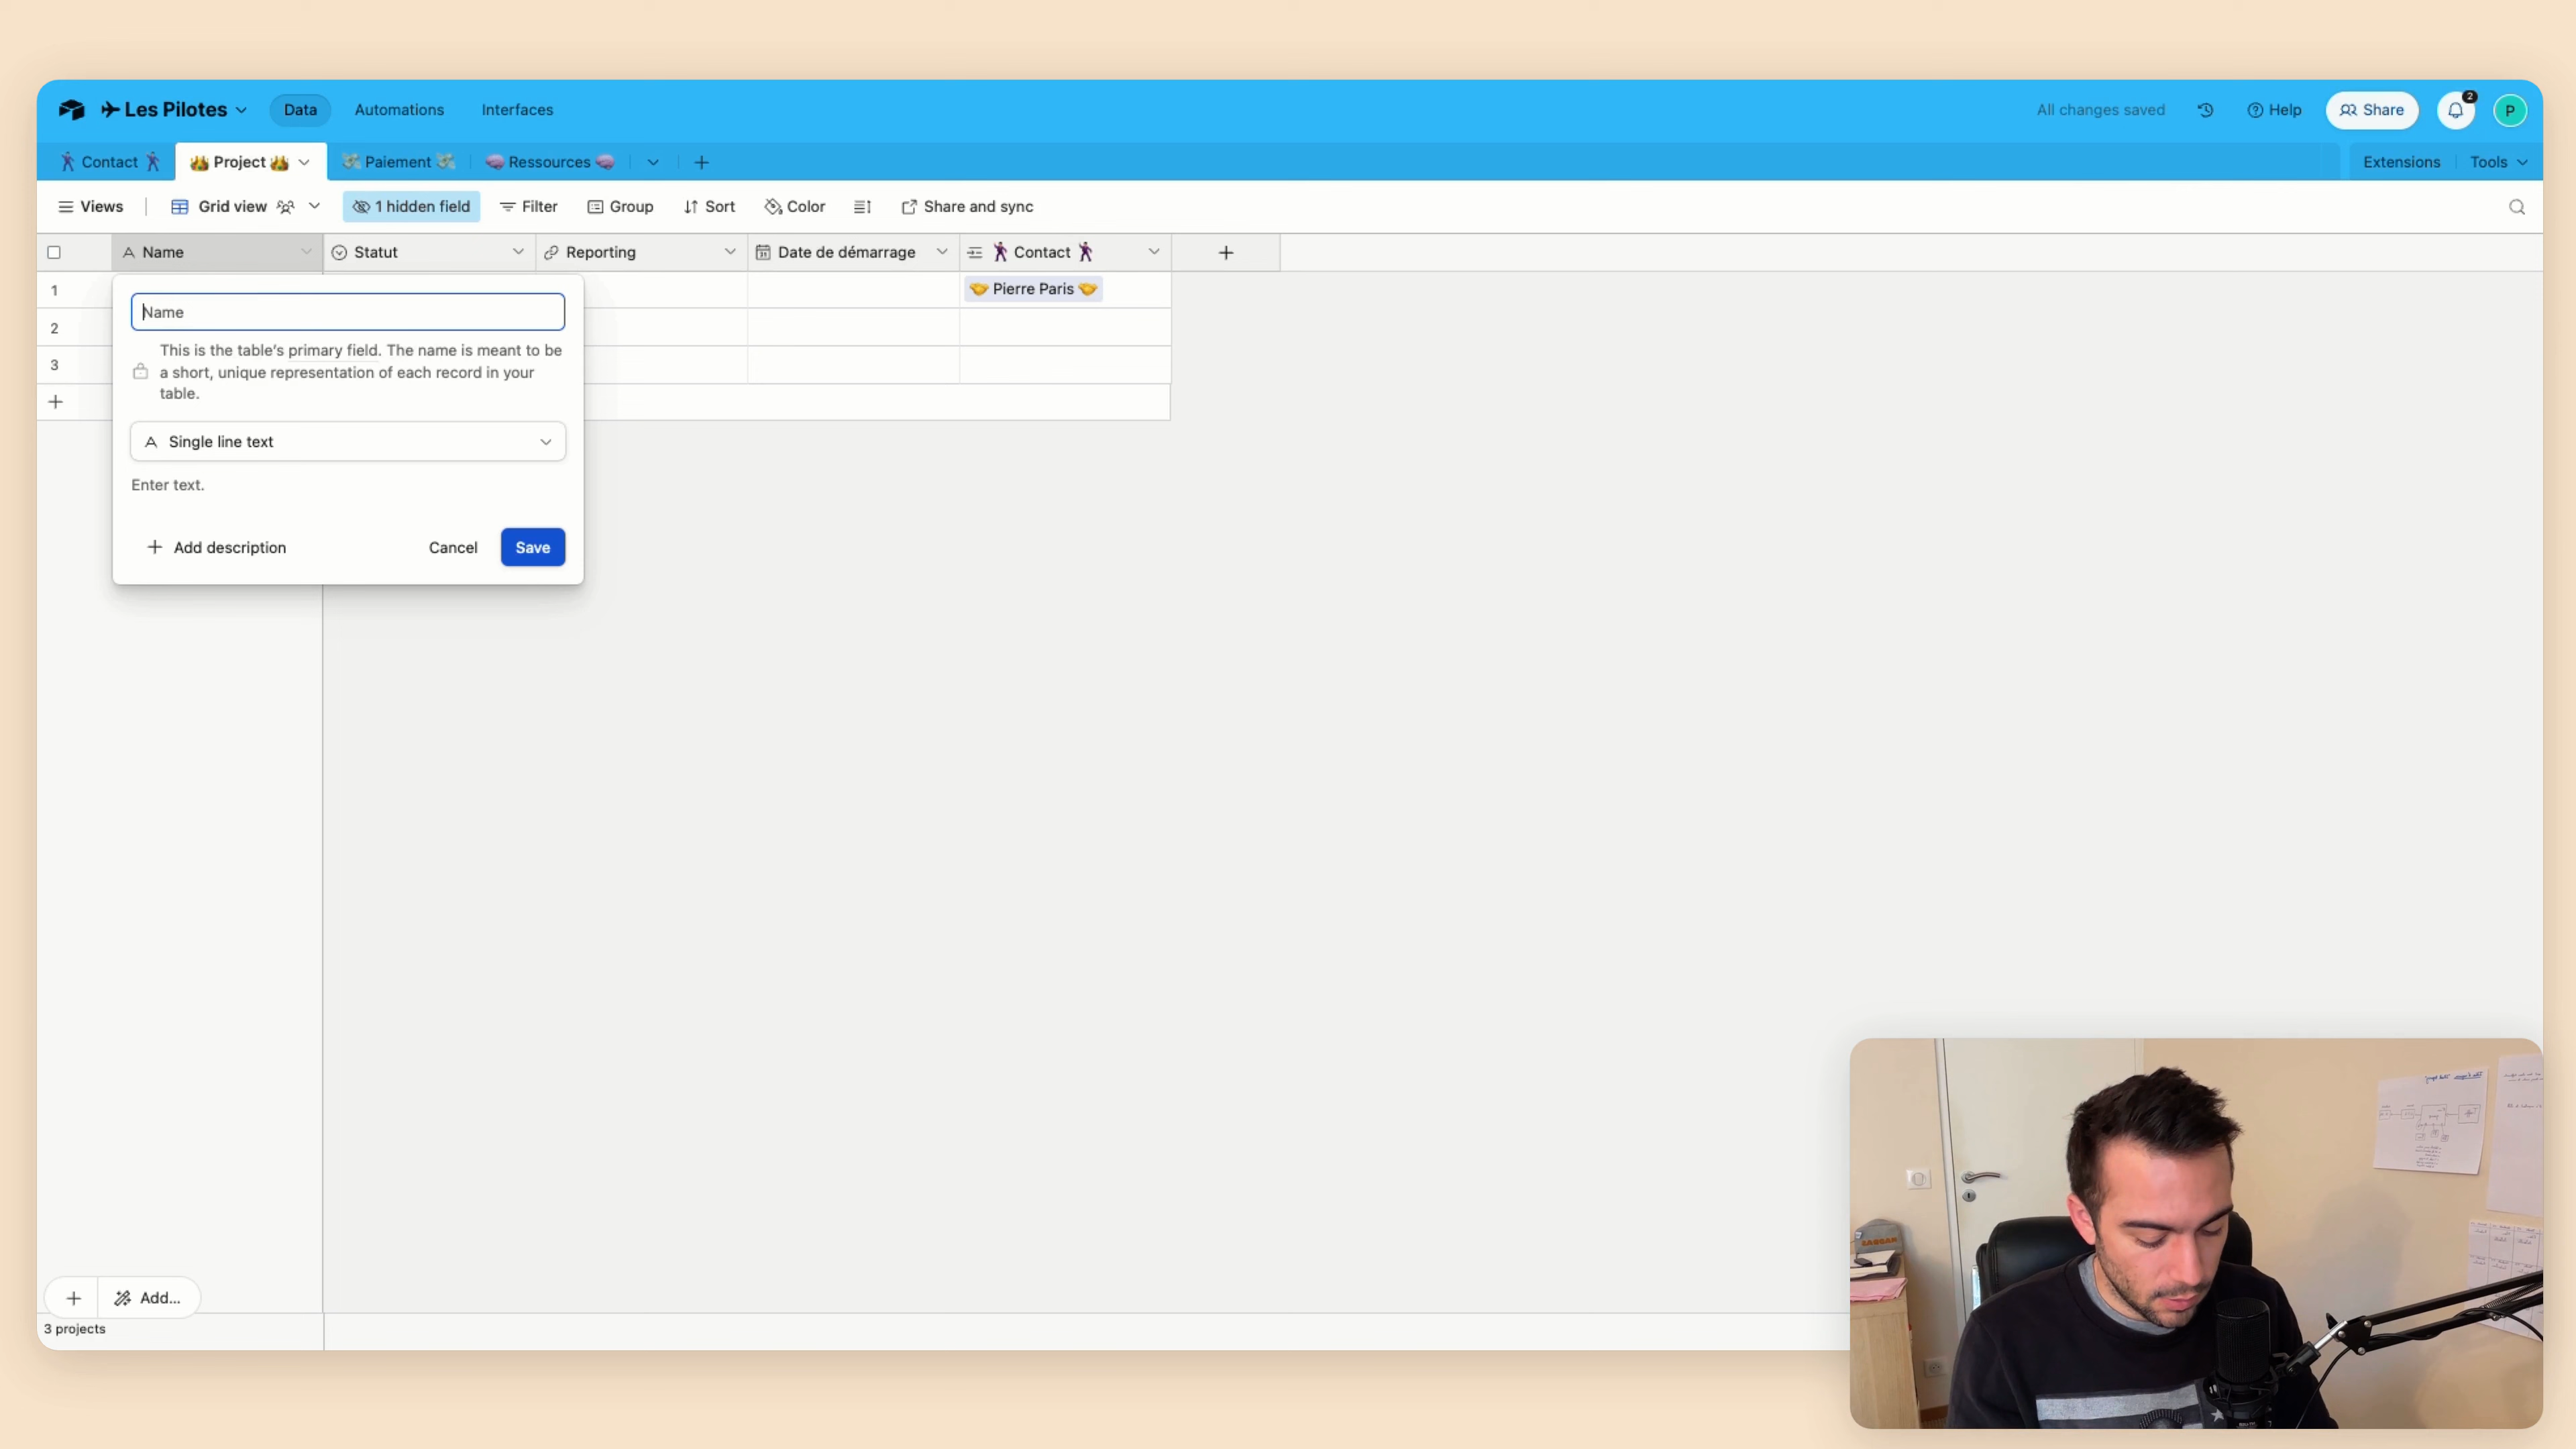 Les Pilotes
Data
Automations
Interfaces
All changes saved
Help
Share
2
P
Contact
Project
Paiement
Ressources
Extensions
Tools
Views
Grid view
1 hidden field
Filter
Group
Sort
Color
Share and sync
Name
Statut
Reporting
Date de démarrage
Contact
1
Pierre Paris
2
3
Name
This is the table's primary field. The name is meant to be
a short, unique representation of each record in your
table.
Single line text
Enter text.
Add description
Cancel
Save
Add...
3 projects